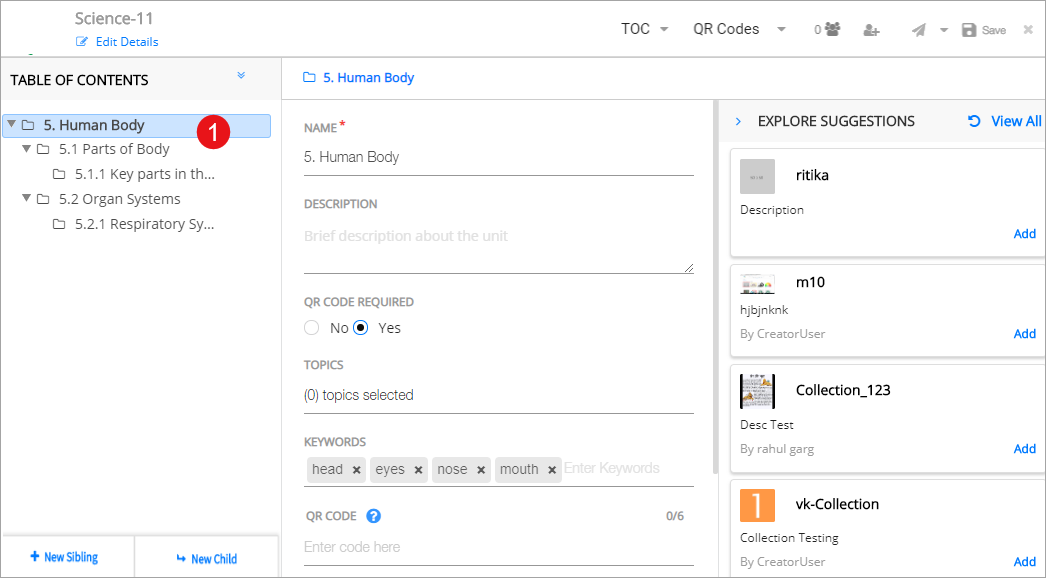 Science-11
Edit Details
TOC
QR Codes
0
Save
TABLE OF CONTENTS
5. Human Body
1
5.1 Parts of Body
5.1.1 Key parts in th...
5.2 Organ Systems
5.2.1 Respiratory Sy...
New Sibling
New Child
5. Human Body
NAME*
5. Human Body
DESCRIPTION
Brief description about the unit
QR CODE REQUIRED
No Yes
TOPICS
(0) topics selected
KEYWORDS
head × eyes × nose × mouth × Enter Keywords
QR CODE ? 0/6
Enter code here
EXPLORE SUGGESTIONS
View All
ritika
Description
Add
m10
hjbjnknk
By CreatorUser
Add
Collection_123
Desc Test
By rahul garg
Add
1
vk-Collection
Collection Testing
By CreatorUser
Add